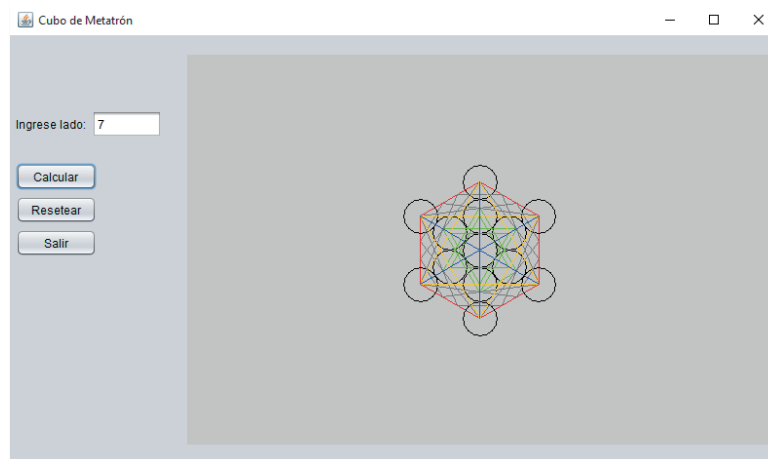 Cubo de Metatrón
Ingrese lado: 7
Calcular
Resetear
Salir